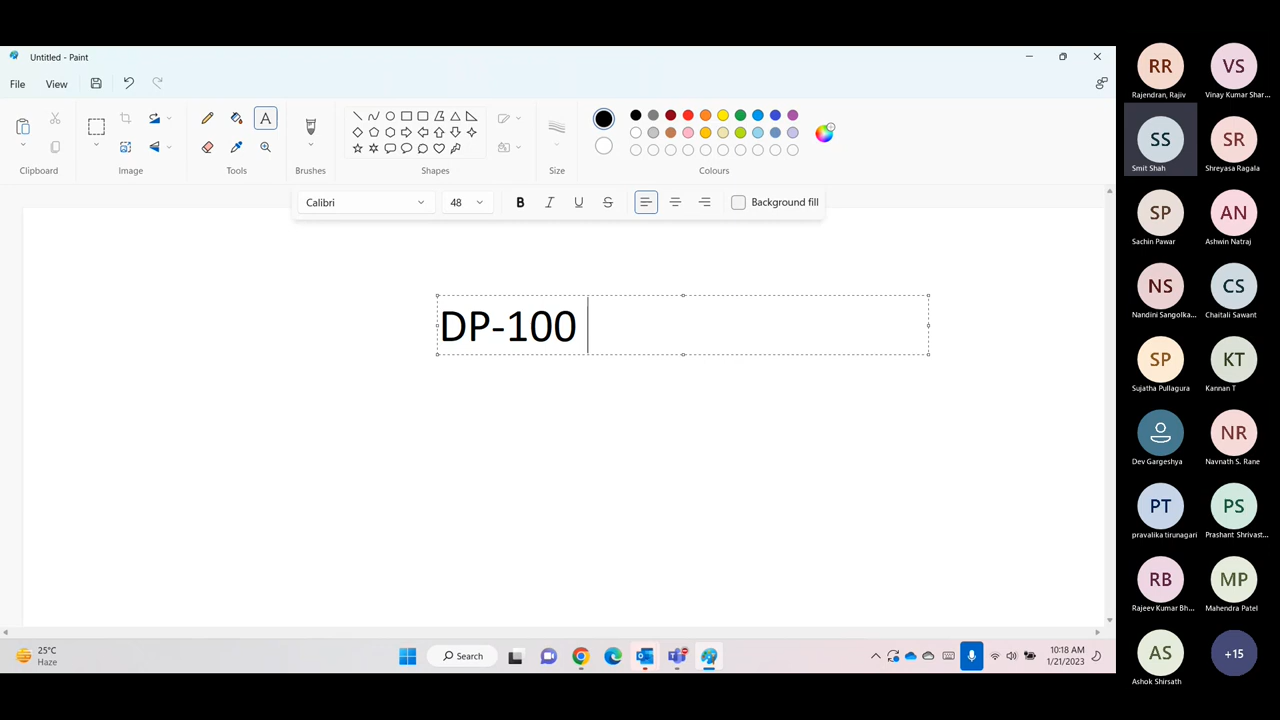 Untitled - Paint
File
View
Clipboard
Image
Tools
Brushes
Shapes
Size
Colours
Calibri
48
B
I
U
S
Background fill
A
DP-100
25°C
Haze
Search
10:18 AM
1/21/2023
RR
Rajendran, Rajiv
VS
Vinay Kumar Shar...
SS
Smit Shah
SR
Shreyasa Ragala
SP
Sachin Pawar
AN
Ashwin Natraj
NS
Nandini Sangolka...
CS
Chaitali Sawant
SP
Sujatha Pullagura
KT
Kannan T
Dev Gargeshya
NR
Navnath S. Rane
PT
pravalika tirunagari
PS
Prashant Shrivast...
RB
Rajeev Kumar Bh...
MP
Mahendra Patel
AS
Ashok Shirsath
+15